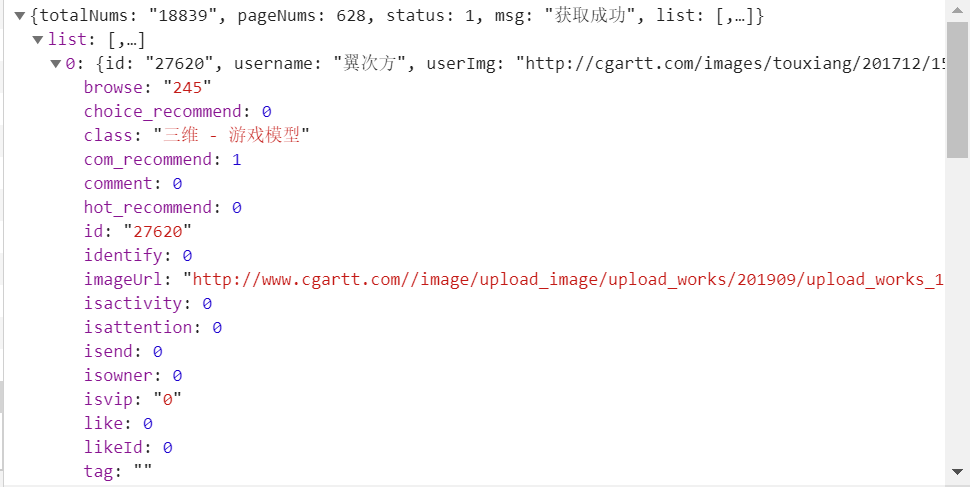 {totalNums: "18839", pageNums: 628, status: 1, msg: "获取成功", list: [,…]}
list: [,…]
0: {id: "27620", username: "翼次方", userImg: "http://cgartt.com/images/touxiang/201712/15
browse: "245"
choice_recommend: 0
class: "三维 - 游戏模型"
com_recommend: 1
comment: 0
hot_recommend: 0
id: "27620"
identify: 0
imageUrl: "http://www.cgartt.com//image/upload_image/upload_works/201909/upload_works_1
isactivity: 0
isattention: 0
isend: 0
isowner: 0
isvip: "0"
like: 0
likeId: 0
tag: ""